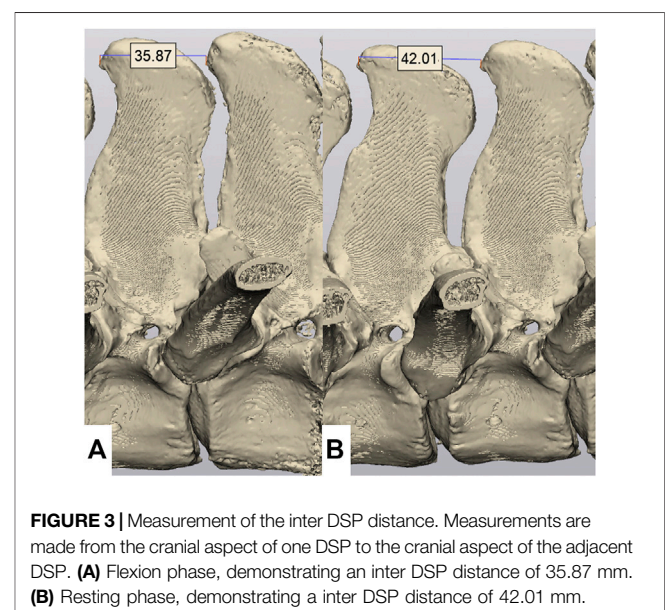 35.87
42.01
A
B
FIGURE 3 | Measurement of the inter DSP distance. Measurements are
made from the cranial aspect of one DSP to the cranial aspect of the adjacent
DSP. (A) Flexion phase, demonstrating an inter DSP distance of 35.87 mm.
(B) Resting phase, demonstrating a inter DSP distance of 42.01 mm.